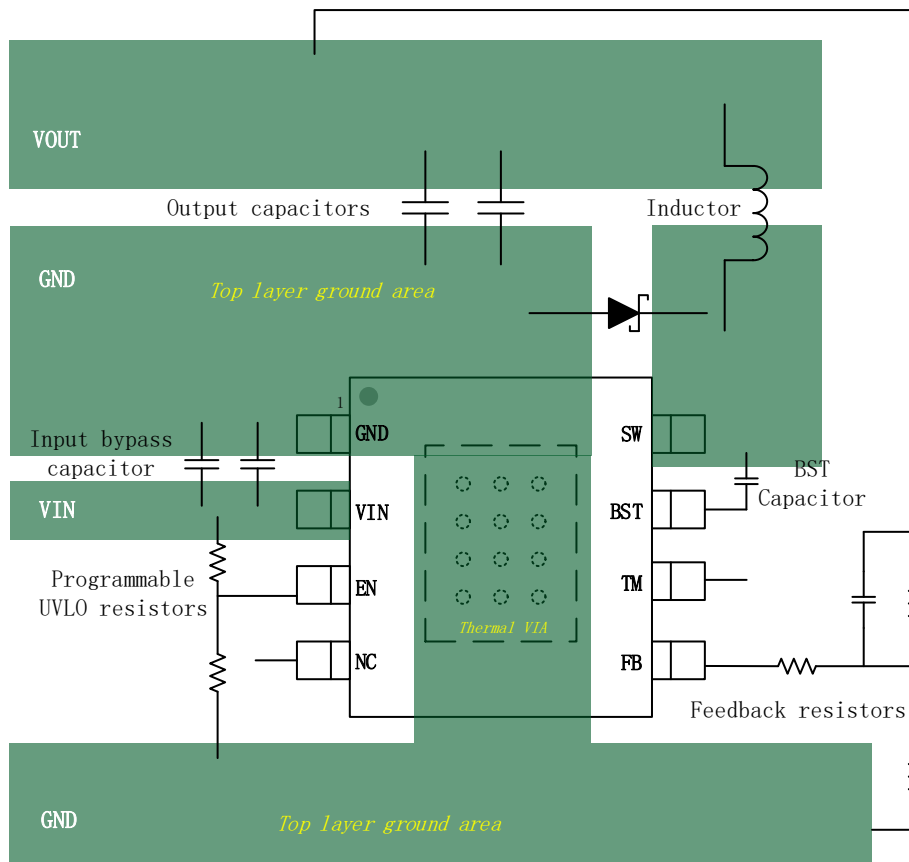 VOUT
Output capacitors
Inductor
GND
Top layer ground area
1
GND
SW
Input bypass
capacitor
BST
Capacitor
VIN
VIN
BST
Programmable
UVLO resistors
EN
TM
Thermal VIA
NC
FB
Feedback resistors
GND
Top layer ground area